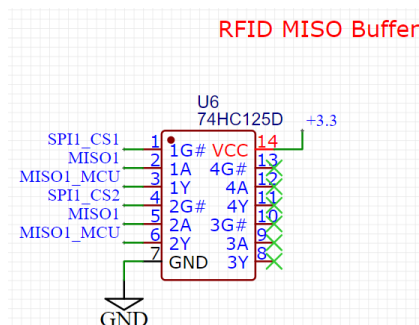 RFID MISO Buffer
U6
74HC125D
+3.3
SPI1_CS1 1 1G# VCC 14
MISO1 2 1A 4G# 13
MISO1_MCU 3 1Y 4A 12
SPI1_CS2 4 2G# 4Y 11
MISO1 5 2A 3G# 10
MISO1_MCU 6 2Y 3A 9
7 GND 3Y 8
GND